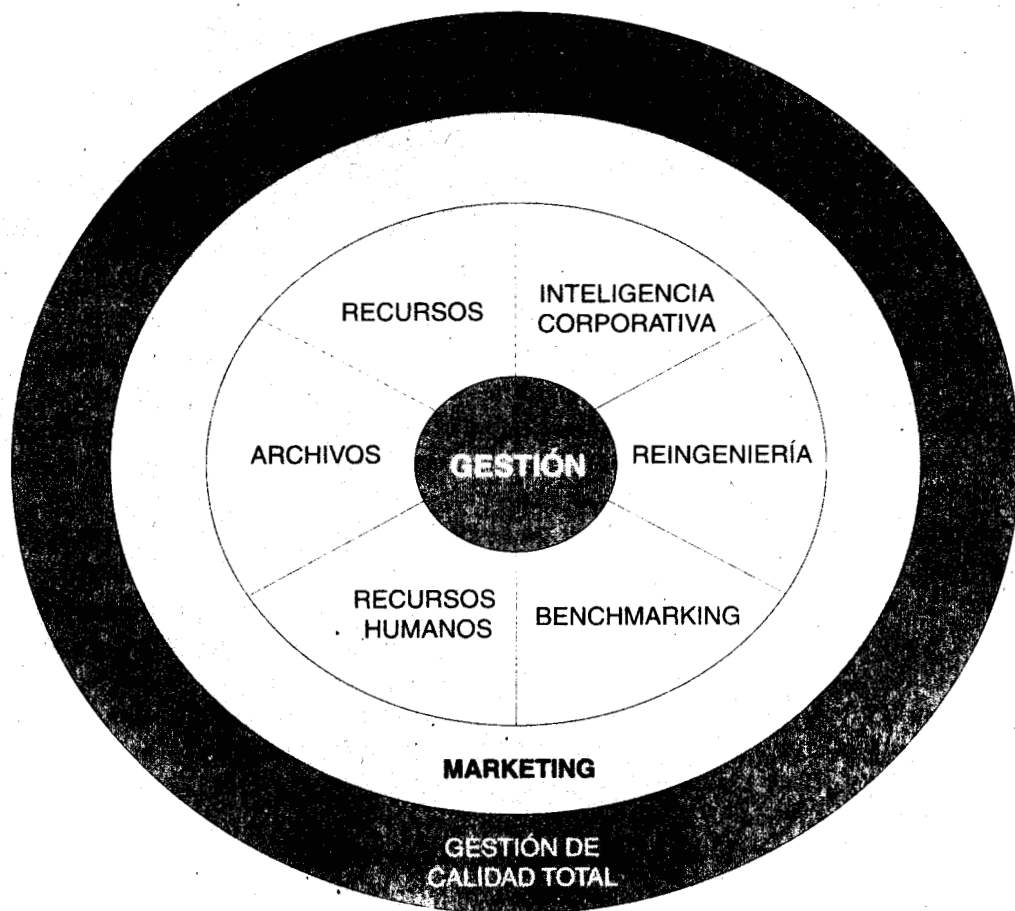 RECURSOS
INTELIGENCIA
CORPORATIVA
ARCHIVOS
GESTIÓN
REINGENIERÍA
RECURSOS
HUMANOS
BENCHMARKING
MARKETING
GESTIÓN DE
CALIDAD TOTAL